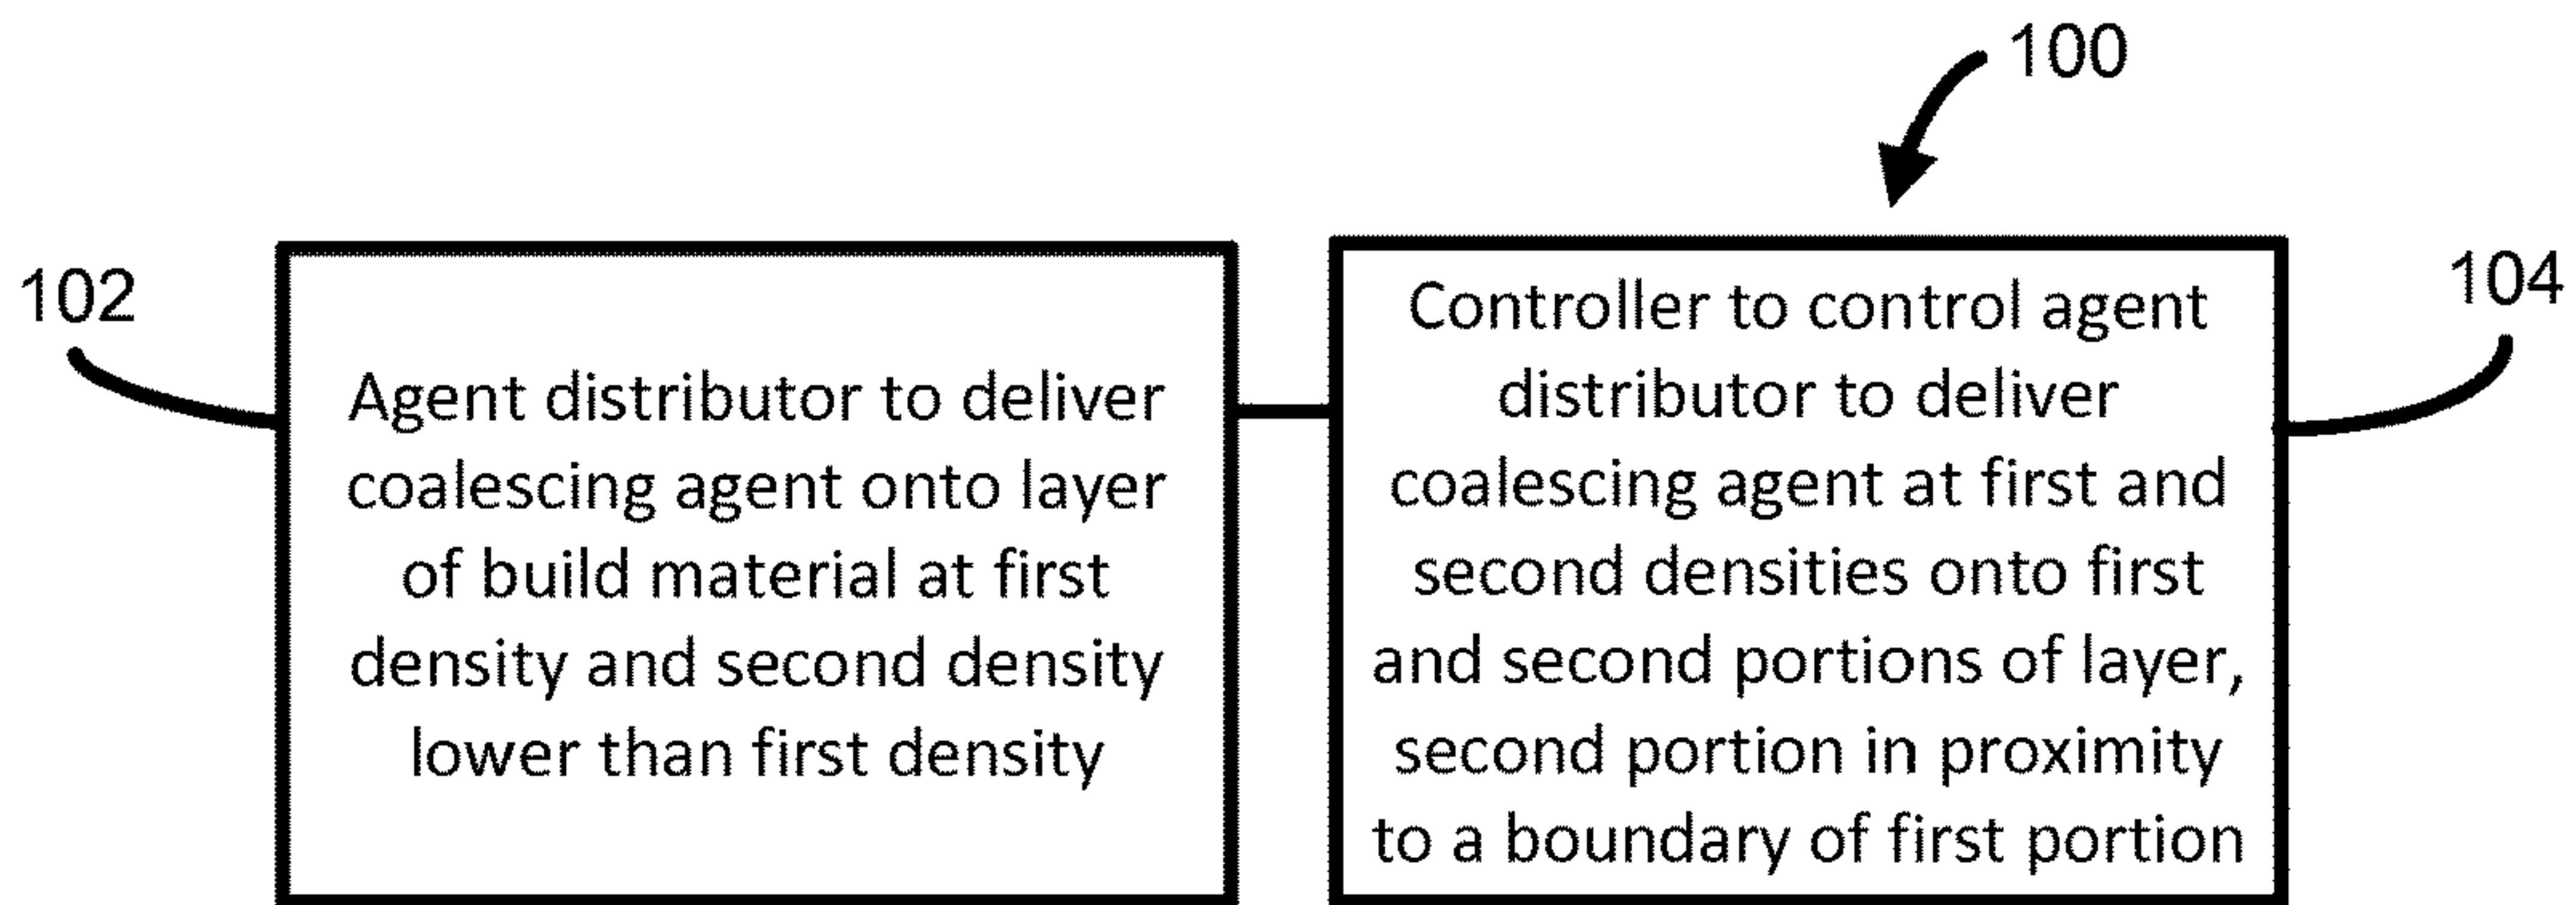 100
102
Agent distributor to deliver
coalescing agent onto layer
of build material at first
density and second density
lower than first density
Controller to control agent
distributor to deliver
coalescing agent at first and
second densities onto first
and second portions of layer,
second portion in proximity
to a boundary of first portion
104